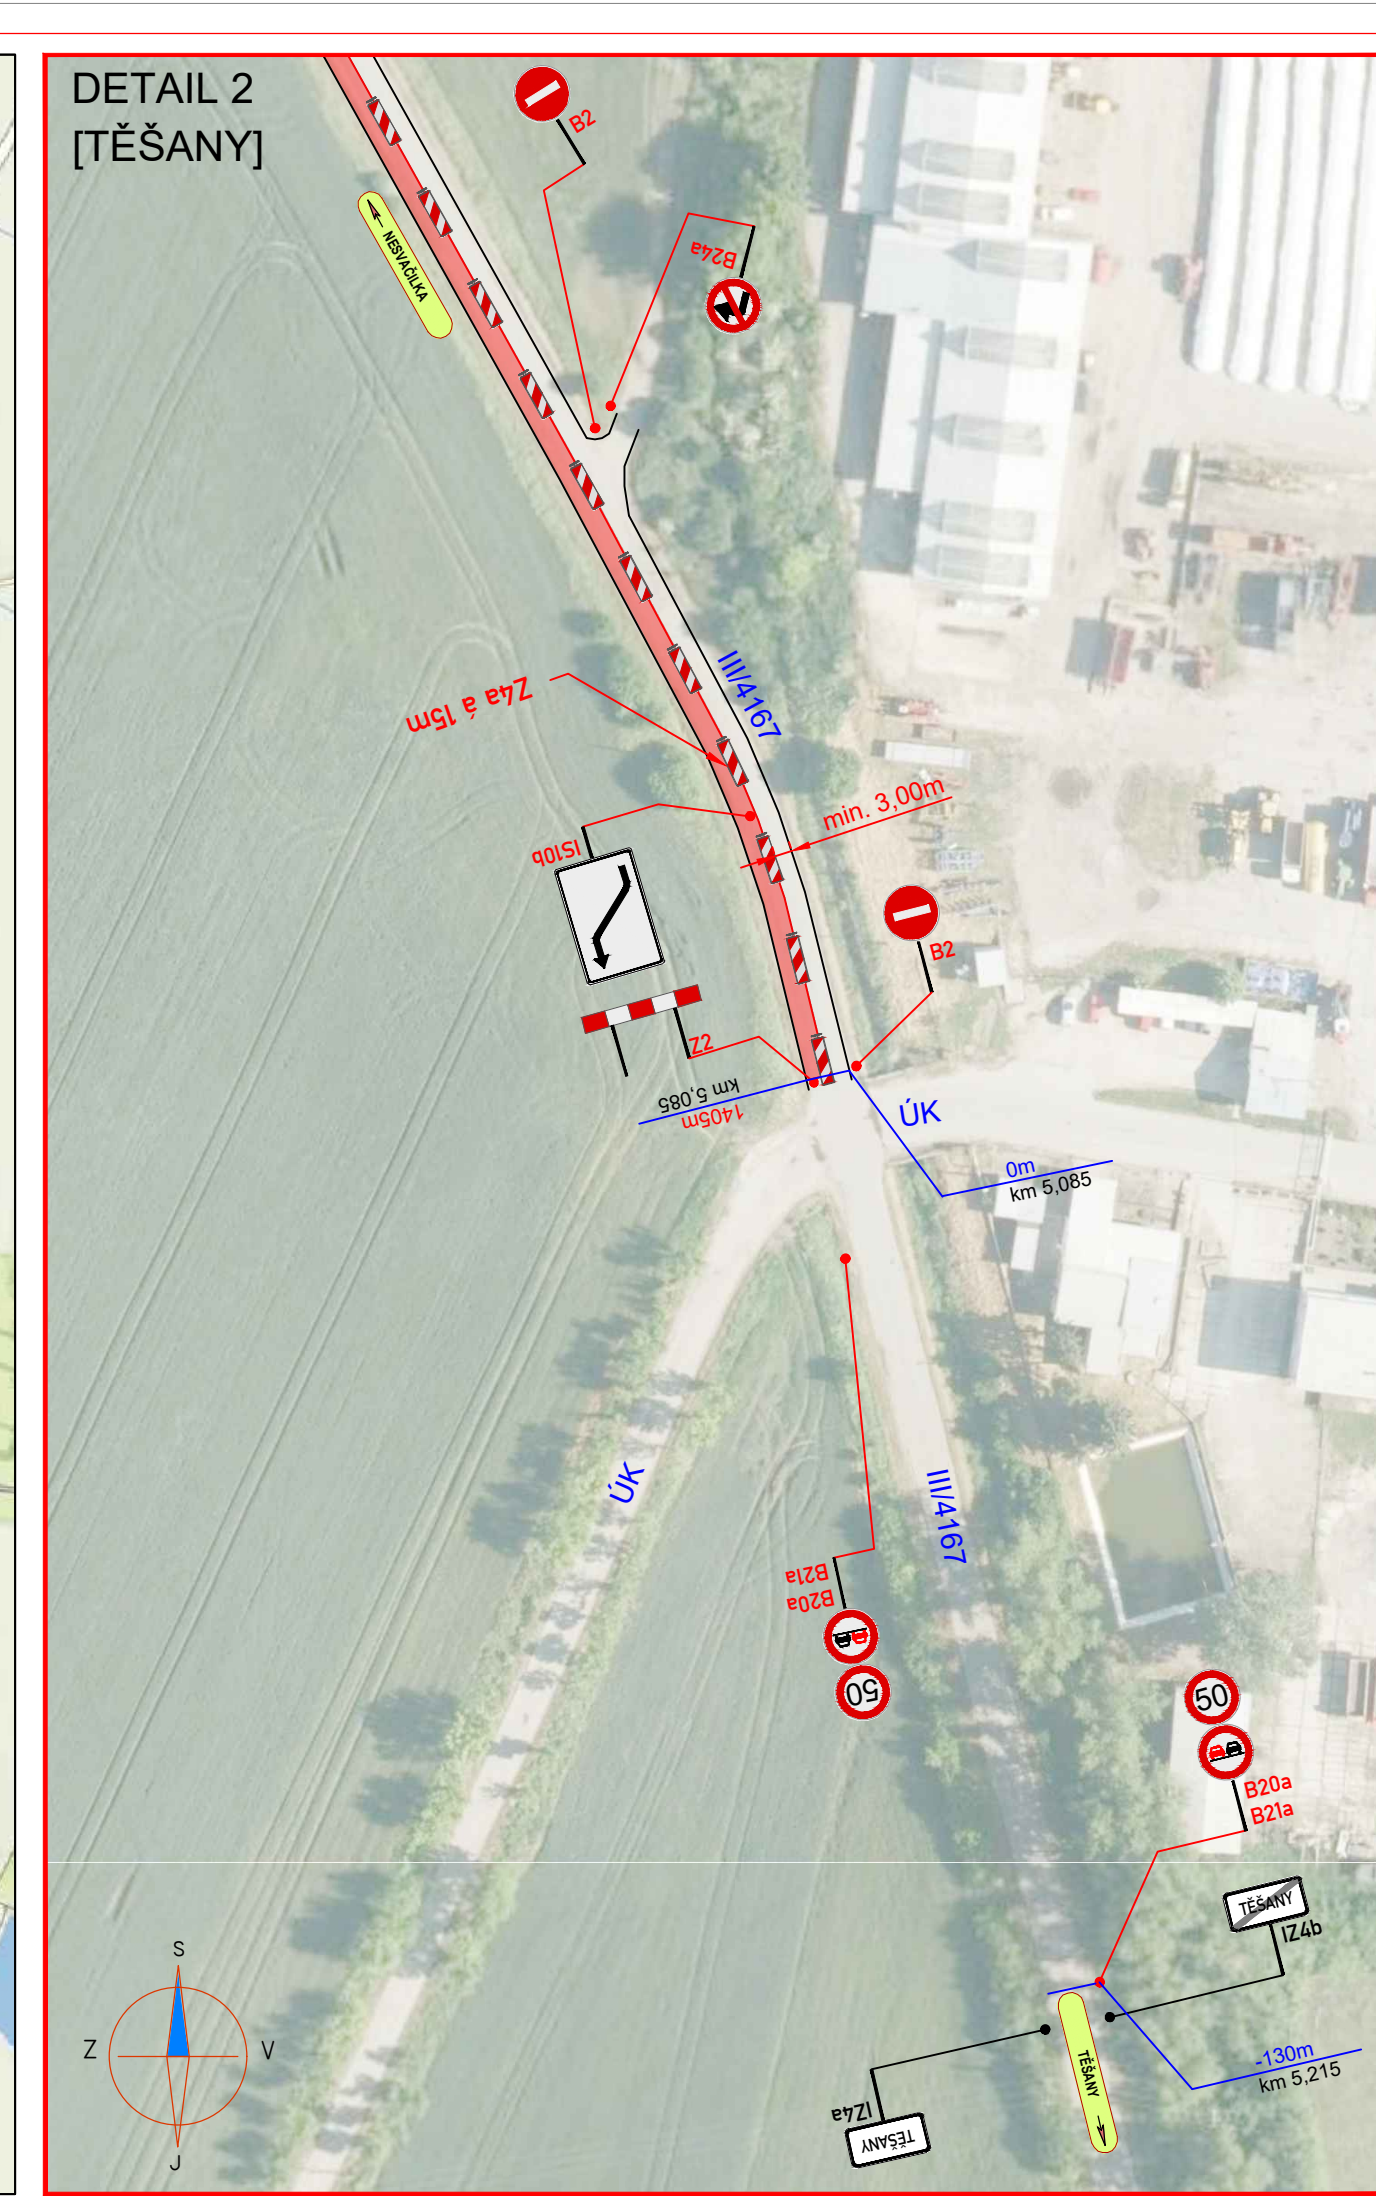 DETAIL 2
[TĚŠANY]
B2
NESVAČILKA
B24a
III/4167
Z4a á 15m
min. 3,00m
IS10b
B2
Z2
km 5,085
1405m
ÚK
0m
km 5,085
ÚK
III/4167
B21a
B20a
50
50
B20a
B21a
TĚŠANY
IZ4b
S
Z
V
J
TĚŠANY
-130m
km 5,215
IZ4a
TĚŠANY